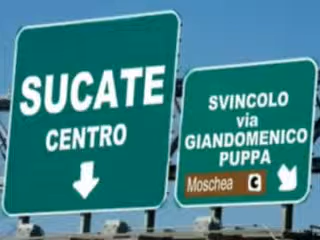 SUCATE
CENTRO
SVINCOLO
via
GIANDOMENICO
PUPPA
Moschea